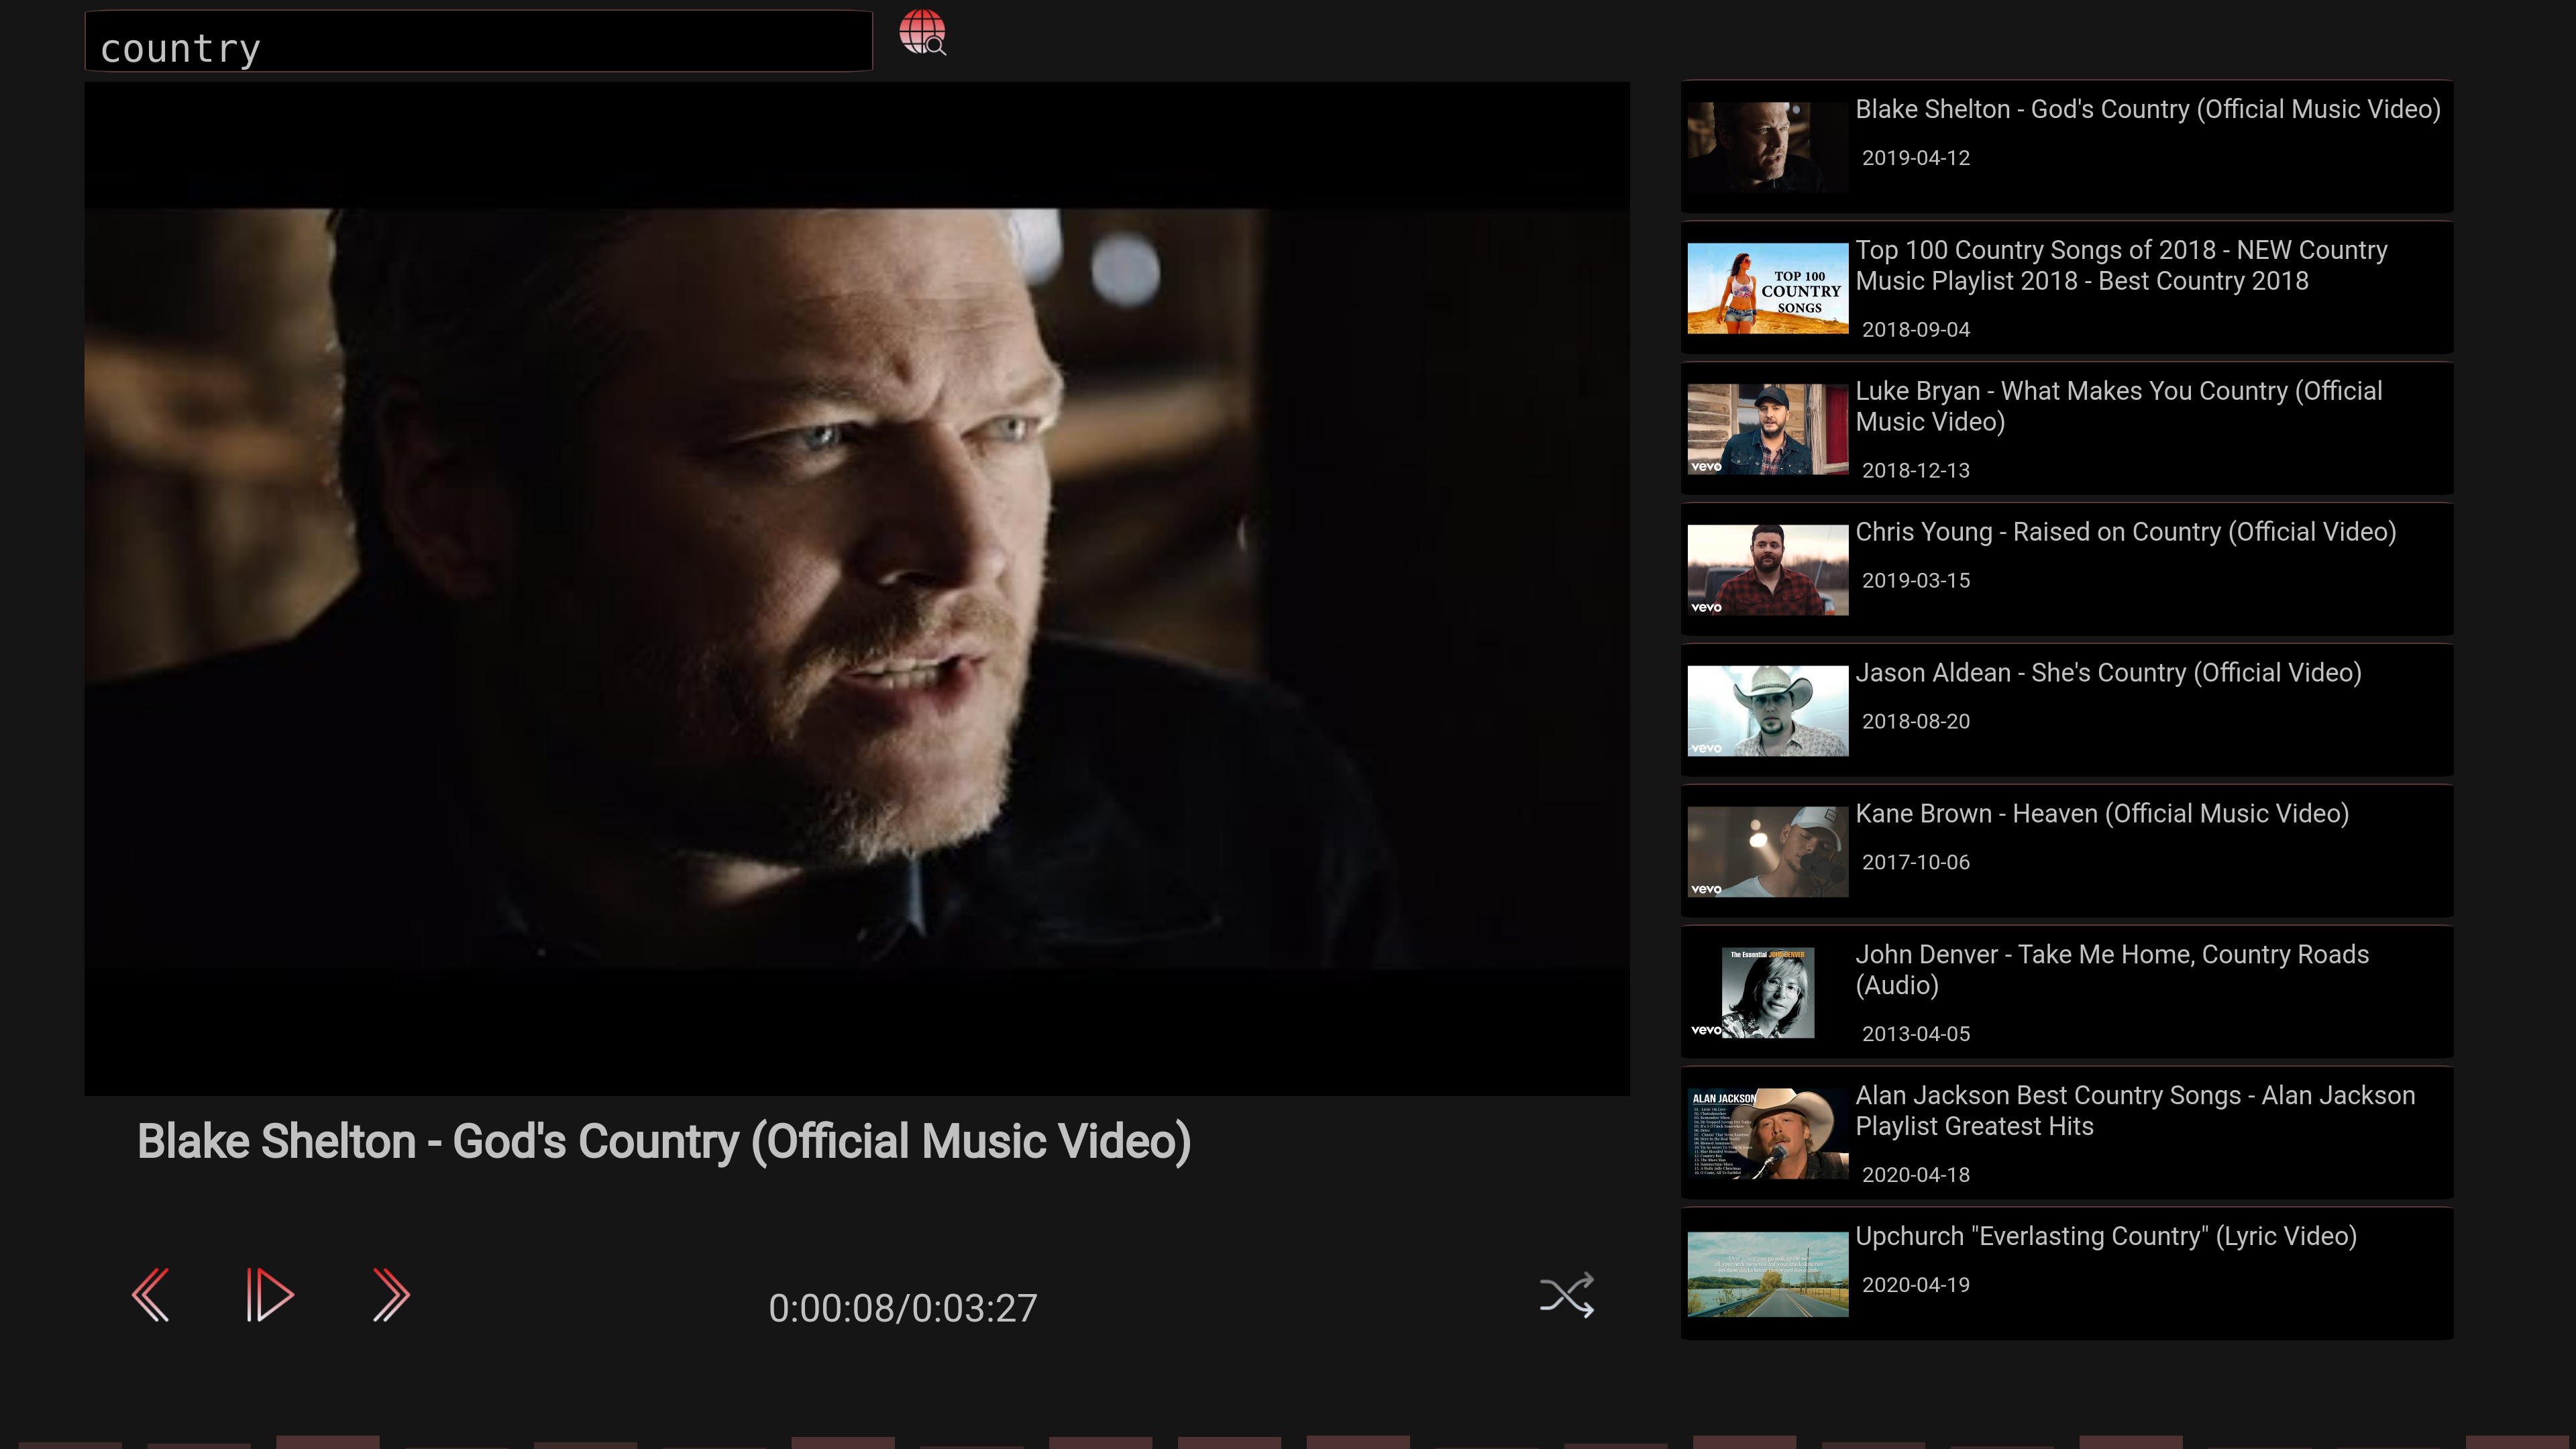 country
Blake Shelton - God's Country (Official Music Video)
2019-04-12
TOP 100
COUNTRY
SONGS
Top 100 Country Songs of 2018 - NEW Country
Music Playlist 2018 - Best Country 2018
2018-09-04
vevo
Luke Bryan - What Makes You Country (Official
Music Video)
2018-12-13
vevo
Chris Young - Raised on Country (Official Video)
2019-03-15
vevo
Jason Aldean - She's Country (Official Video)
2018-08-20
vevo
Kane Brown - Heaven (Official Music Video)
2017-10-06
The Essential JOHN DENVER
vevo
John Denver - Take Me Home, Country Roads
(Audio)
2013-04-05
ALAN JACKSON
Alan Jackson Best Country Songs - Alan Jackson
Playlist Greatest Hits
2020-04-18
Upchurch "Everlasting Country" (Lyric Video)
2020-04-19
Blake Shelton - God's Country (Official Music Video)
0:00:08/0:03:27